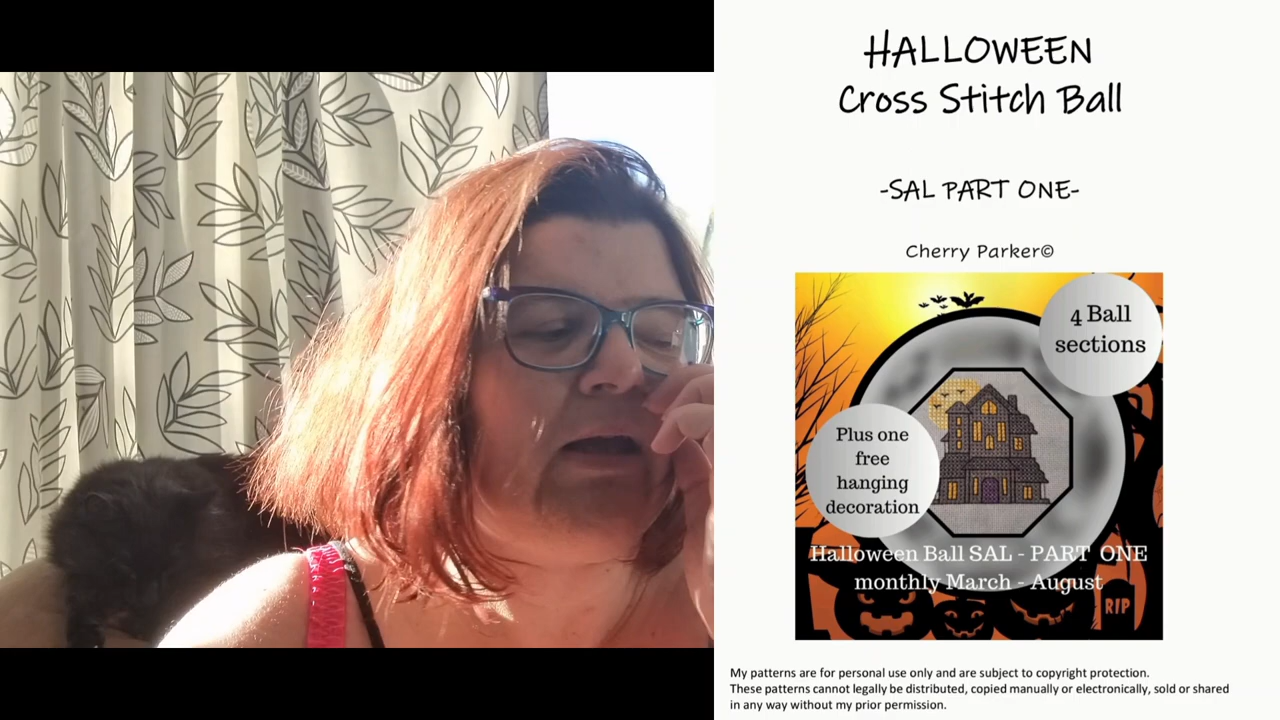 HALLOWEEN
Cross Stitch Ball
-SAL PART ONE-
Cherry Parker©
4 Ball
sections
Plus one
free
hanging
decoration
Halloween Ball SAL - PART ONE
monthly March - August
RIP
My patterns are for personal use only and are subject to copyright protection.
These patterns cannot legally be distributed, copied manually or electronically, sold or shared
in any way without my prior permission.